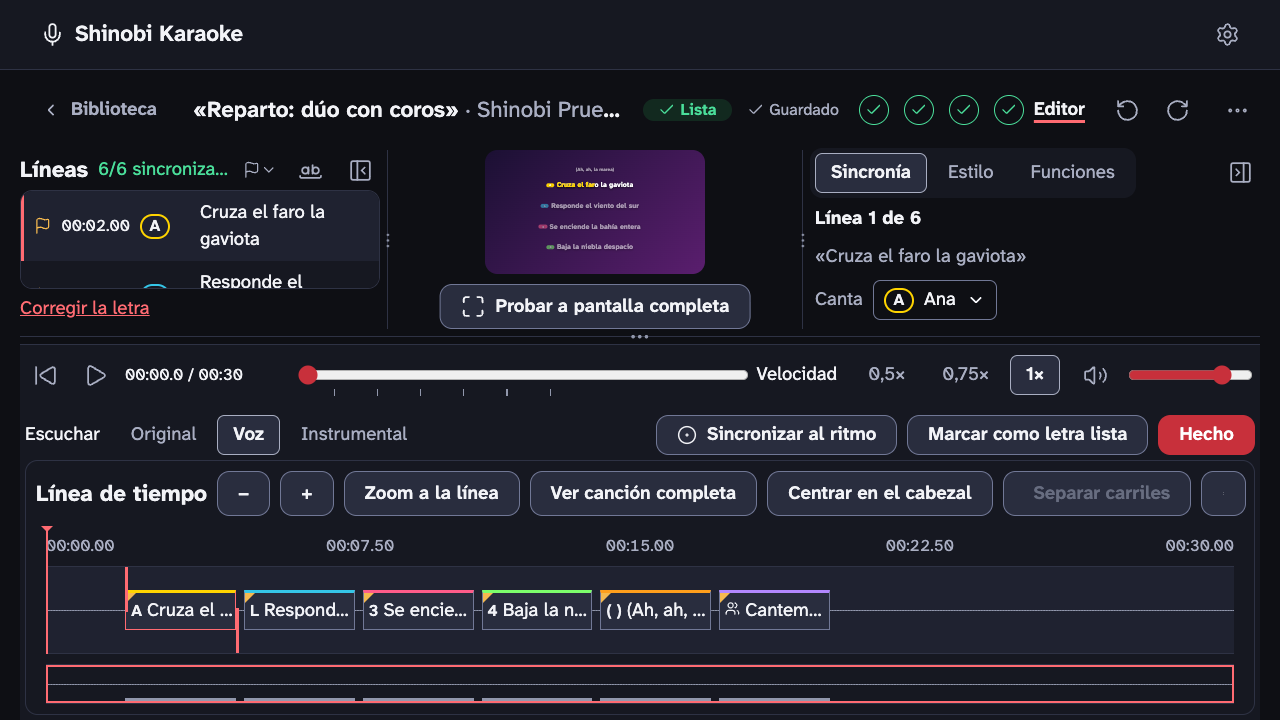 Shinobi Karaoke
Biblioteca
«Reparto: dúo con coros» · Shinobi Prue...
Lista
Guardado
Editor
Líneas 6/6 sincroniza...
ab
00:02.00 A Cruza el faro la gaviota
Responde el
Corregir la letra
(Ah, ah, la marea)
Cruza el faro la gaviota
Responde el viento del sur
Se enciende la bahía entera
Baja la niebla despacio
Probar a pantalla completa
Sincronía Estilo Funciones
Línea 1 de 6
«Cruza el faro la gaviota»
Canta A Ana
00:00.0 / 00:30
Velocidad 0,5× 0,75× 1×
Escuchar Original Voz Instrumental
Sincronizar al ritmo
Marcar como letra lista
Hecho
Línea de tiempo − + Zoom a la línea Ver canción completa Centrar en el cabezal Separar carriles
00:00.00 00:07.50 00:15.00 00:22.50 00:30.00
A Cruza el ... L Respond... 3 Se encie... 4 Baja la n... ( ) (Ah, ah, ... Cantem...